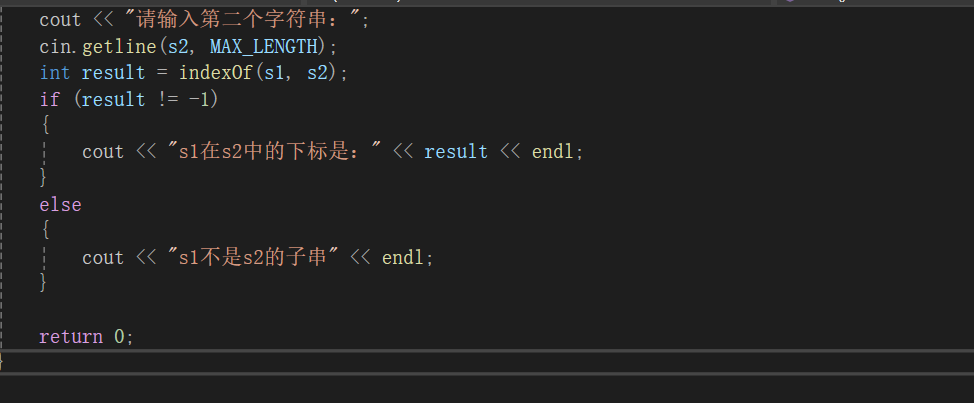 cout << "请输入第二个字符串：";
cin.getline(s2, MAX_LENGTH);
int result = indexOf(s1, s2);
if (result != -1)
{
cout << "s1在s2中的下标是：" << result << endl;
}
else
{
cout << "s1不是s2的子串" << endl;
}
return 0;
}